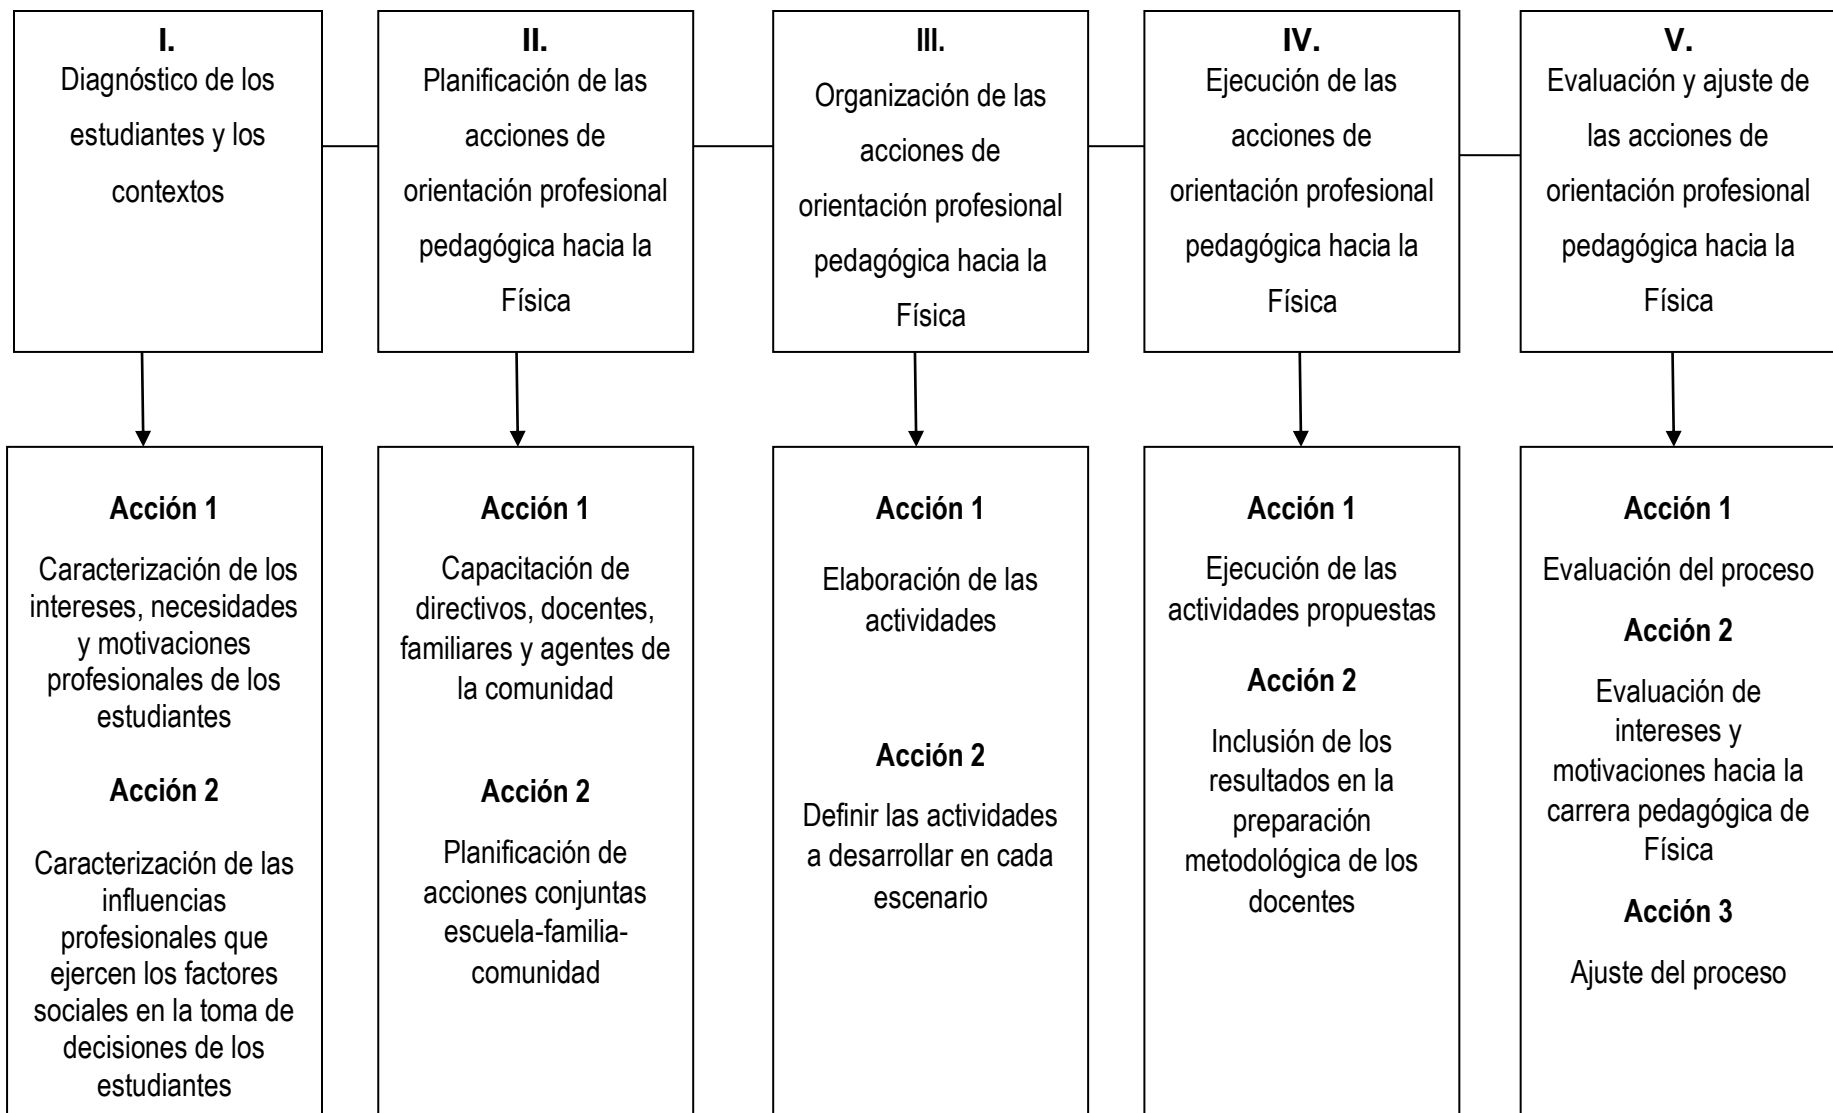 I.
Diagnóstico de los
estudiantes y los
contextos
II.
Planificación de las
acciones de
orientación profesional
pedagógica hacia la
Física
III.
Organización de las
acciones de
orientación profesional
pedagógica hacia la
Física
IV.
Ejecución de las
acciones de
orientación profesional
pedagógica hacia la
Física
V.
Evaluación y ajuste de
las acciones de
orientación profesional
pedagógica hacia la
Física
Acción 1
Caracterización de los
intereses, necesidades
y motivaciones
profesionales de los
estudiantes
Acción 2
Caracterización de las
influencias
profesionales que
ejercen los factores
sociales en la toma de
decisiones de los
estudiantes
Acción 1
Capacitación de
directivos, docentes,
familiares y agentes de
la comunidad
Acción 2
Planificación de
acciones conjuntas
escuela-familia-
comunidad
Acción 1
Elaboración de las
actividades
Acción 2
Definir las actividades
a desarrollar en cada
escenario
Acción 1
Ejecución de las
actividades propuestas
Acción 2
Inclusión de los
resultados en la
preparación
metodológica de los
docentes
Acción 1
Evaluación del proceso
Acción 2
Evaluación de
intereses y
motivaciones hacia la
carrera pedagógica de
Física
Acción 3
Ajuste del proceso